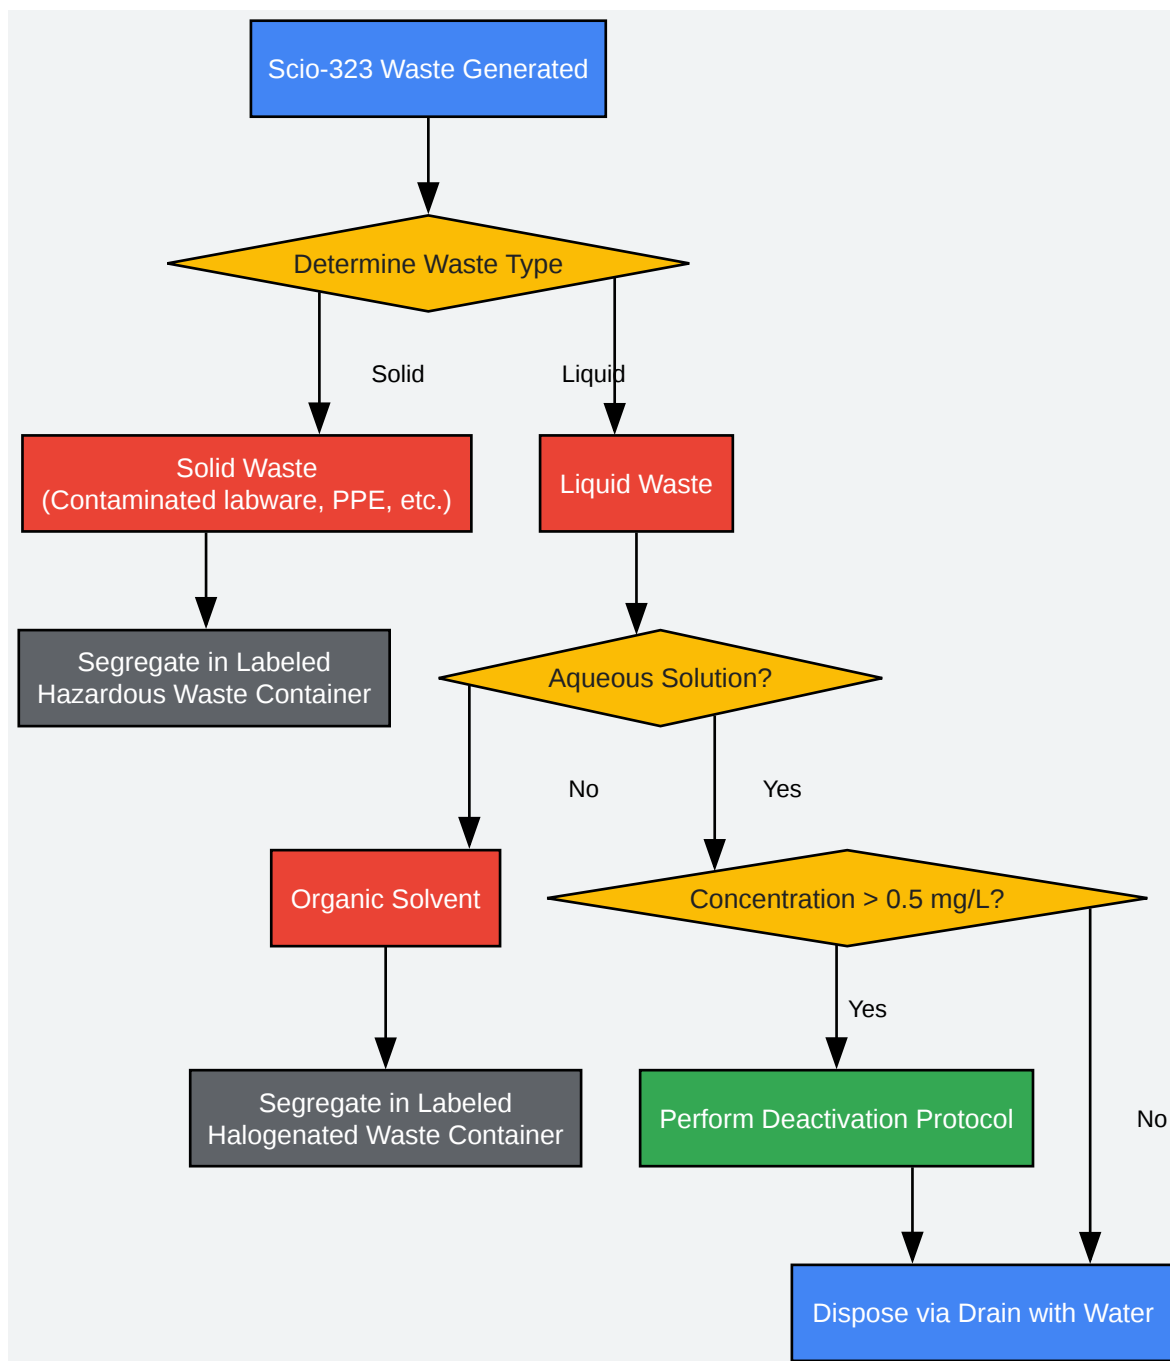 Scio-323 Waste Generated
Determine Waste Type
Solid
Liquid
Solid Waste
(Contaminated labware, PPE, etc.)
Liquid Waste
Segregate in Labeled
Hazardous Waste Container
Aqueous Solution?
No
Yes
Organic Solvent
Concentration > 0.5 mg/L?
Yes
Segregate in Labeled
Halogenated Waste Container
Perform Deactivation Protocol
No
Dispose via Drain with Water